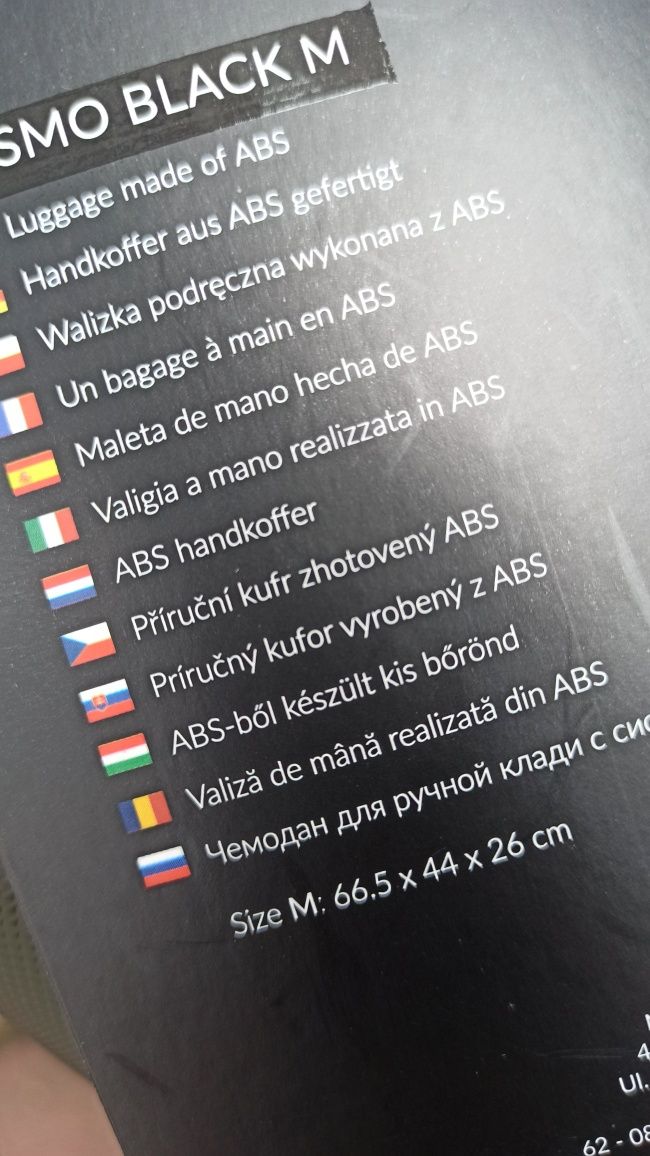 SMO BLACK M
Luggage made of ABS
Handkoffer aus ABS gefertigt
Walizka podręczna wykonana z ABS
Un bagage à main en ABS
Maleta de mano hecha de ABS
Valigia a mano realizzata in ABS
ABS handkoffer
Příruční kufr zhotovený ABS
Príručný kufor vyrobený z ABS
ABS-ből készült kis bőrönd
Valiză de mână realizată din ABS
Чемодан для ручной клади с
Size M: 66.5 x 44 x 26 cm
4
Ul.
62 - 08